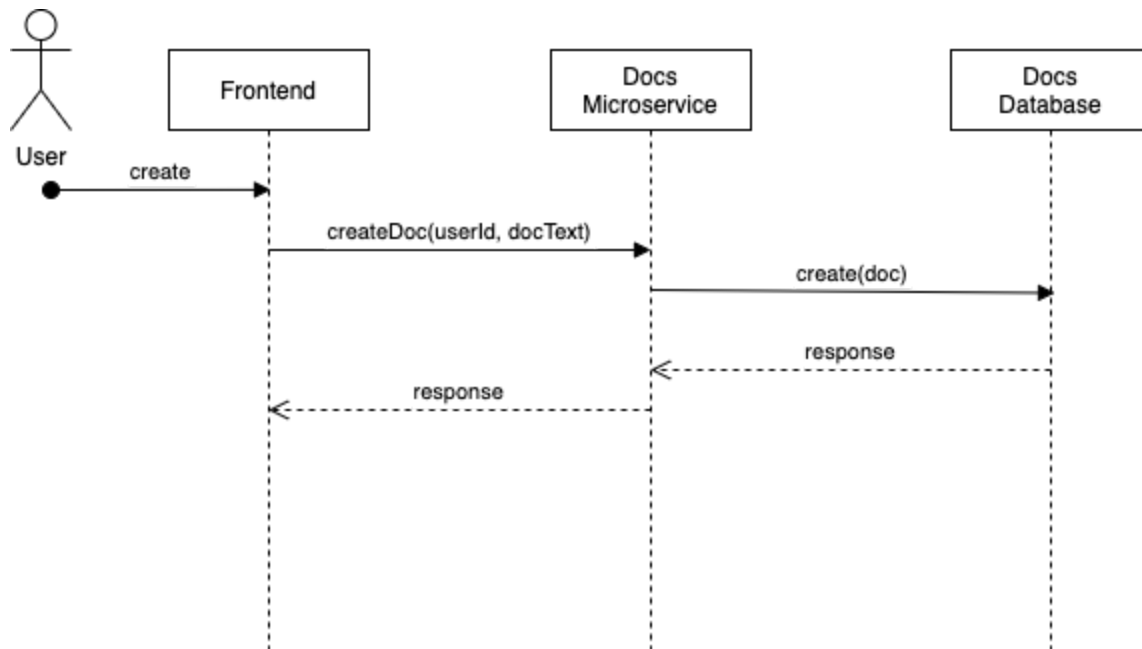 Frontend
Docs
Microservice
Docs
Database
User
create
createDoc(userId, docText)
create(doc)
response
response